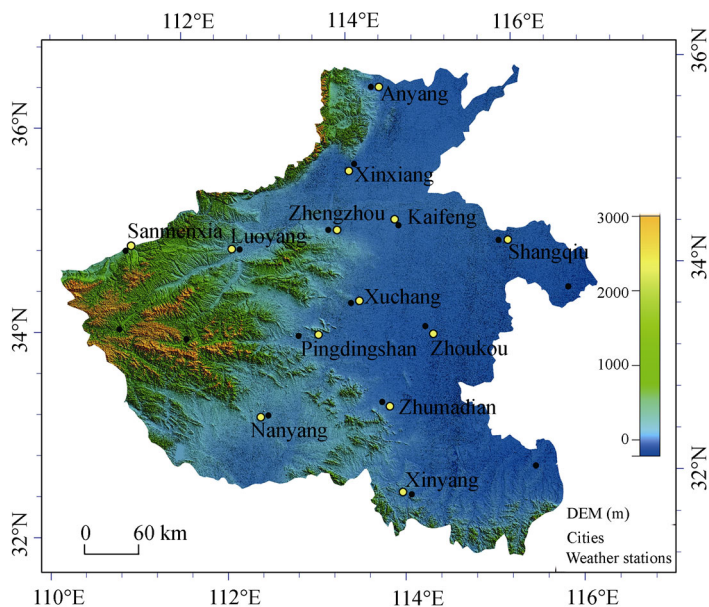 112°E 114°E 116°E
36°N
36°N
Anyang
Xinxiang
Zhengzhou Kaifeng
Sanmenxia Luoyang
Shangqiu
3000
34°N
Xuchang
2000
34°N
Pingdingshan Zhoukou
1000
Zhumadian
0
Nanyang
32°N
Xinyang
DEM (m)
0 60 km
Cities
32°N
Weather stations
110°E 112°E 114°E 116°E